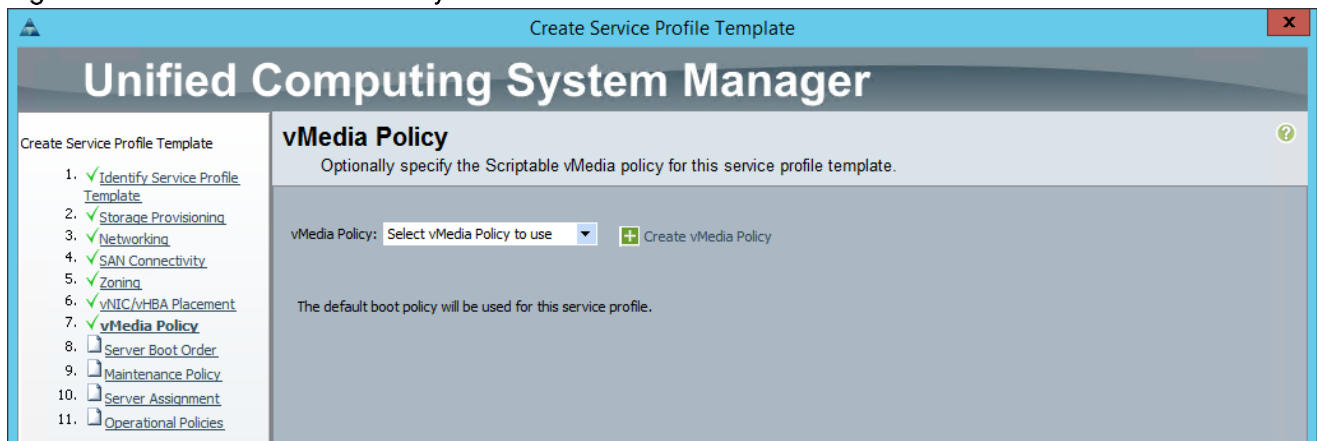 Create Service Profile Template
x
Unified Computing System Manager
Create Service Profile Template
1. Identify Service Profile
Template
2. Storage Provisioning
3. Networking
4. SAN Connectivity
5. Zoning
6. vNIC/vHBA Placement
7. vMedia Policy
8. Server Boot Order
9. Maintenance Policy
10. Server Assignment
11. Operational Policies
vMedia Policy
?
Optionally specify the Scriptable vMedia policy for this service profile template.
vMedia Policy: Select vMedia Policy to use
Create vMedia Policy
The default boot policy will be used for this service profile.